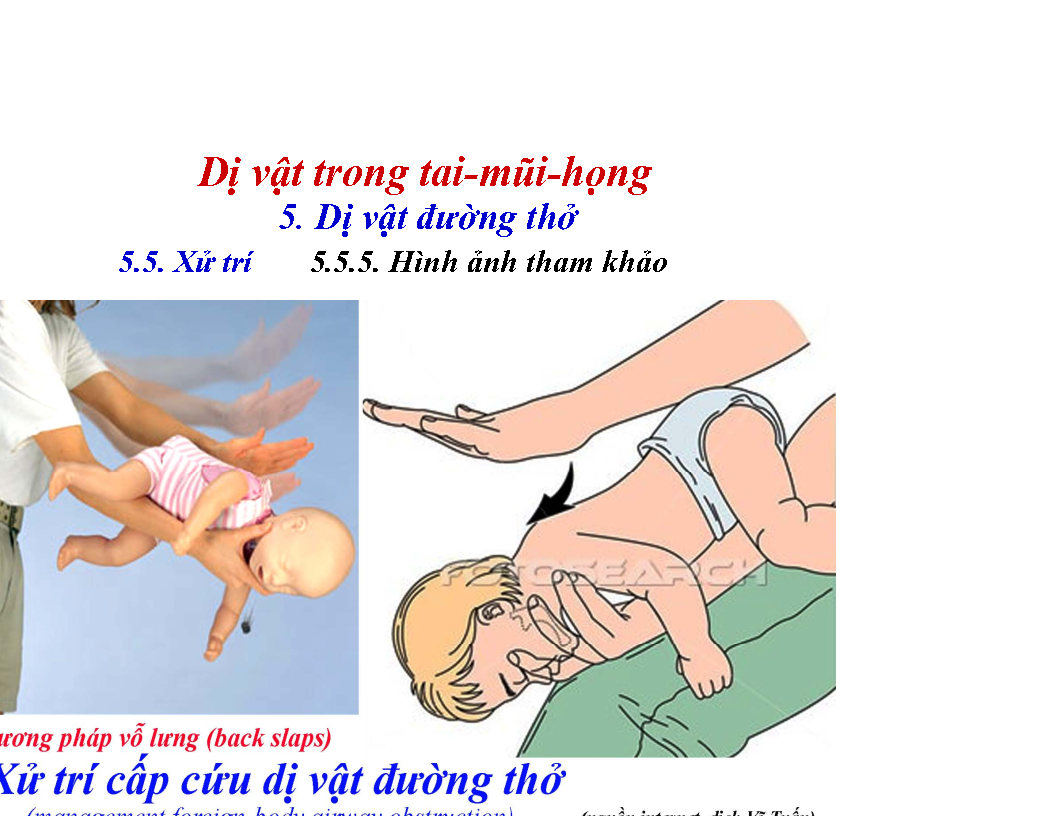 Dị vật trong tai-mũi-họng
5. Dị vật đường thở
5.5. Xử trí 5.5.5. Hình ảnh tham khảo
FOTOSEARCH
ương pháp vỗ lưng (back slaps)
Xử trí cấp cứu dị vật đường thở
(management foreign-body airway obstruction) (nguồn internet, dịch Võ Tuấn)